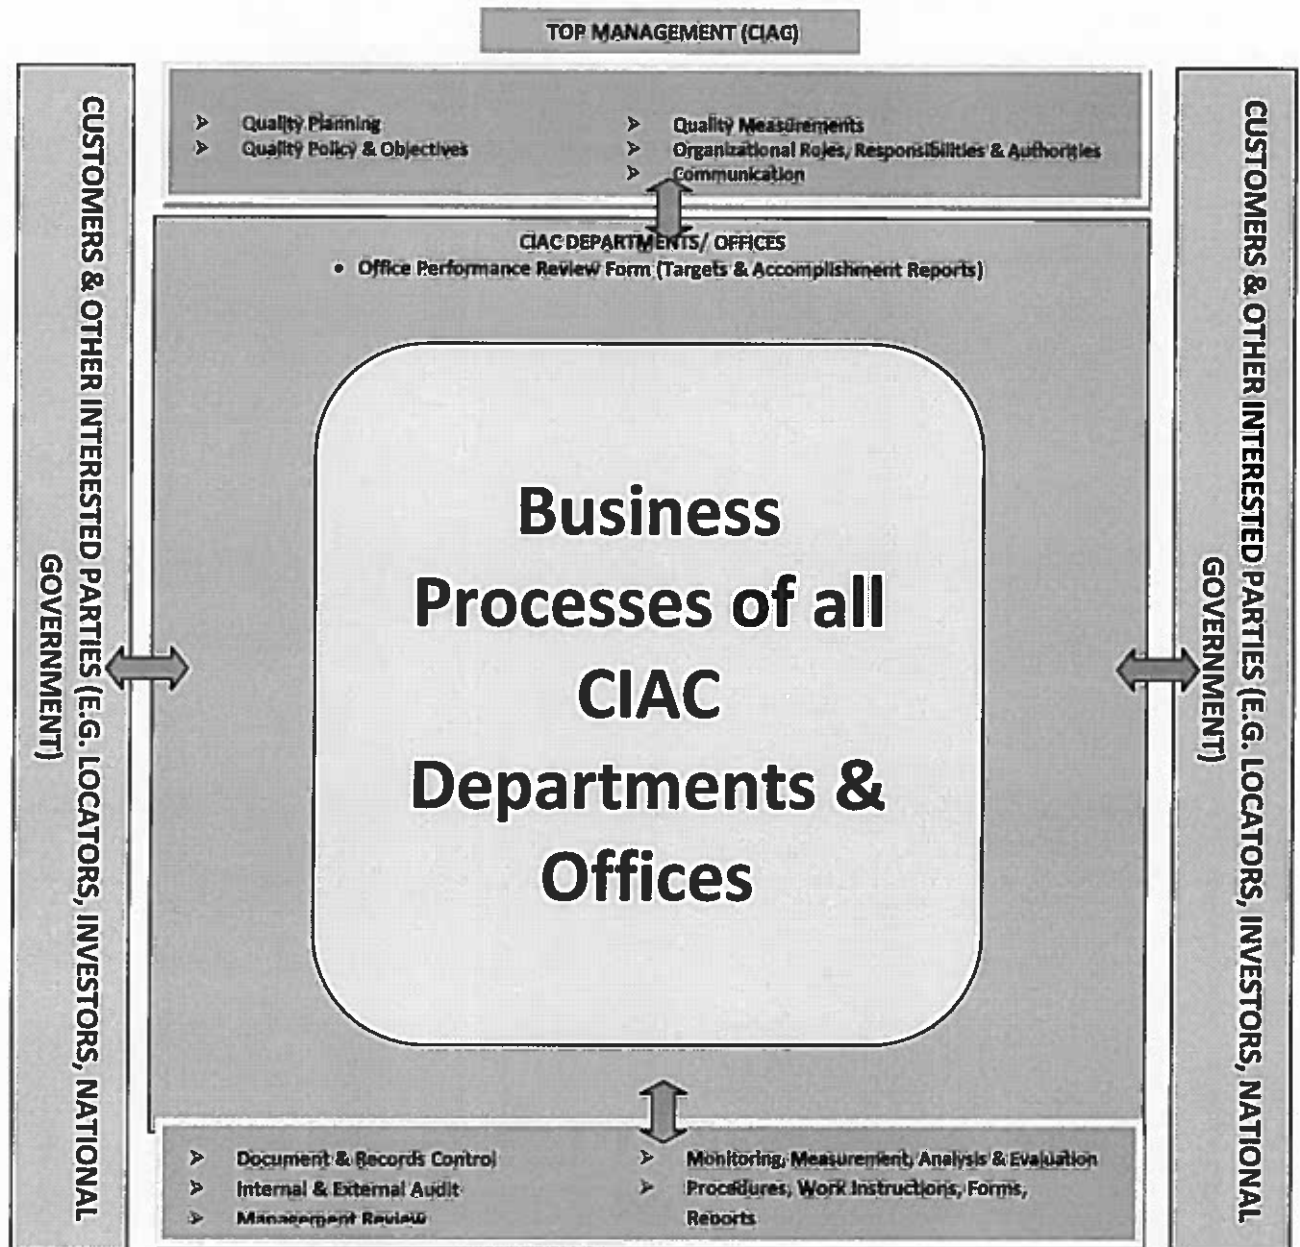 TOP MANAGEMENT (CIAC)
CUSTOMERS & OTHER INTERESTED PARTIES (E.G. LOCATORS, INVESTORS, NATIONAL
GOVERNMENT)
➢ Quality Planning
➢ Quality Policy & Objectives
➢ Quality Measurements
➢ Organizational Roles, Responsibilities & Authorities
➢ Communication
CIAC DEPARTMENTS/ OFFICES
• Office Performance Review Form (Targets & Accomplishment Reports)
Business
Processes of all
CIAC
Departments &
Offices
➢ Document & Records Control
➢ Internal & External Audit
➢ Management Review
➢ Monitoring, Measurement, Analysis & Evaluation
➢ Procedures, Work Instructions, Forms,
Reports
CUSTOMERS & OTHER INTERESTED PARTIES (E.G. LOCATORS, INVESTORS, NATIONAL
GOVERNMENT)